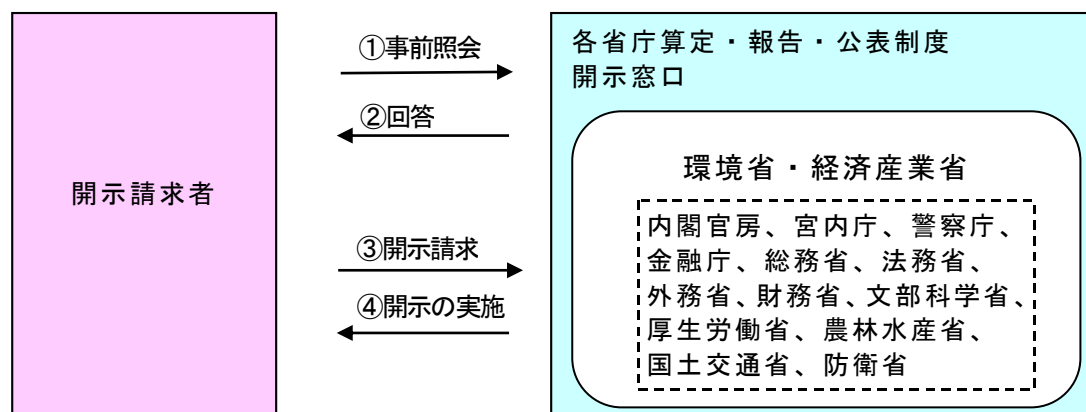 開示請求者
①事前照会
②回答
③開示請求
④開示の実施
各省庁算定・報告・公表制度
開示窓口
環境省・経済産業省
内閣官房、宮内庁、警察庁、
金融庁、総務省、法務省、
外務省、財務省、文部科学省、
厚生労働省、農林水産省、
国土交通省、防衛省